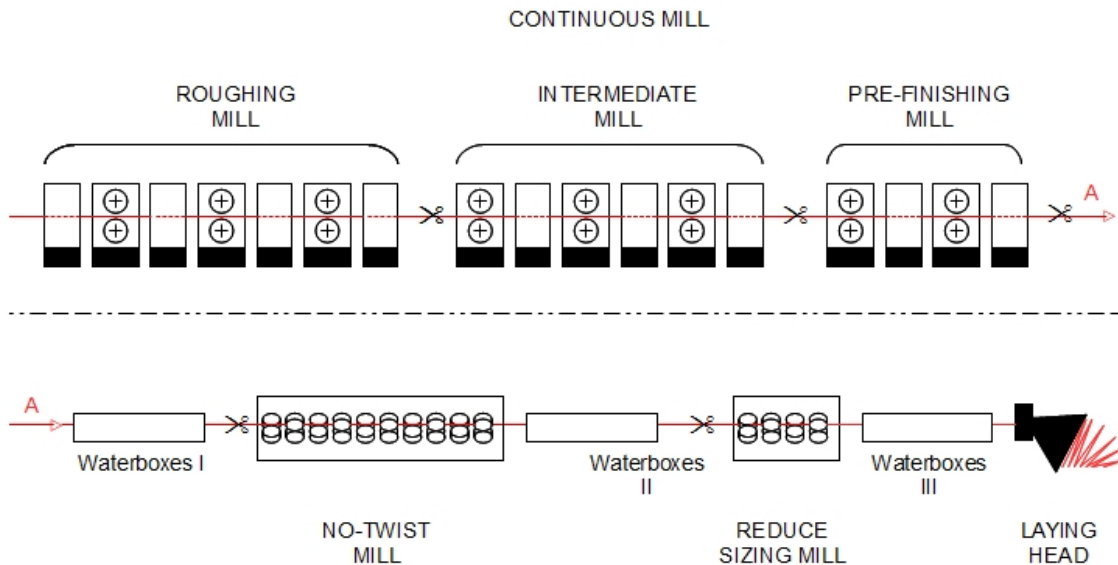 CONTINUOUS MILL
ROUGHING
MILL
INTERMEDIATE
MILL
PRE-FINISHING
MILL
A
A
Waterboxes I
Waterboxes
II
Waterboxes
III
NO-TWIST
MILL
REDUCE
SIZING MILL
LAYING
HEAD